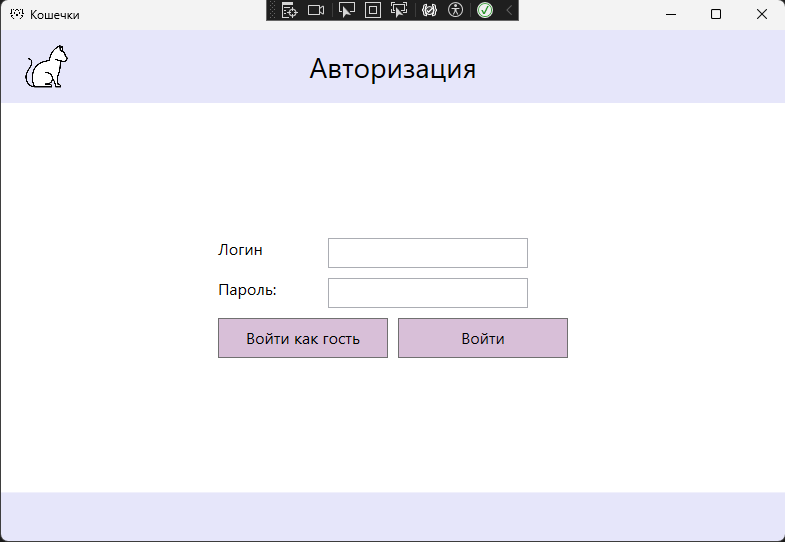 Кошечки
Авторизация
Логин
Пароль:
Войти как гость
Войти